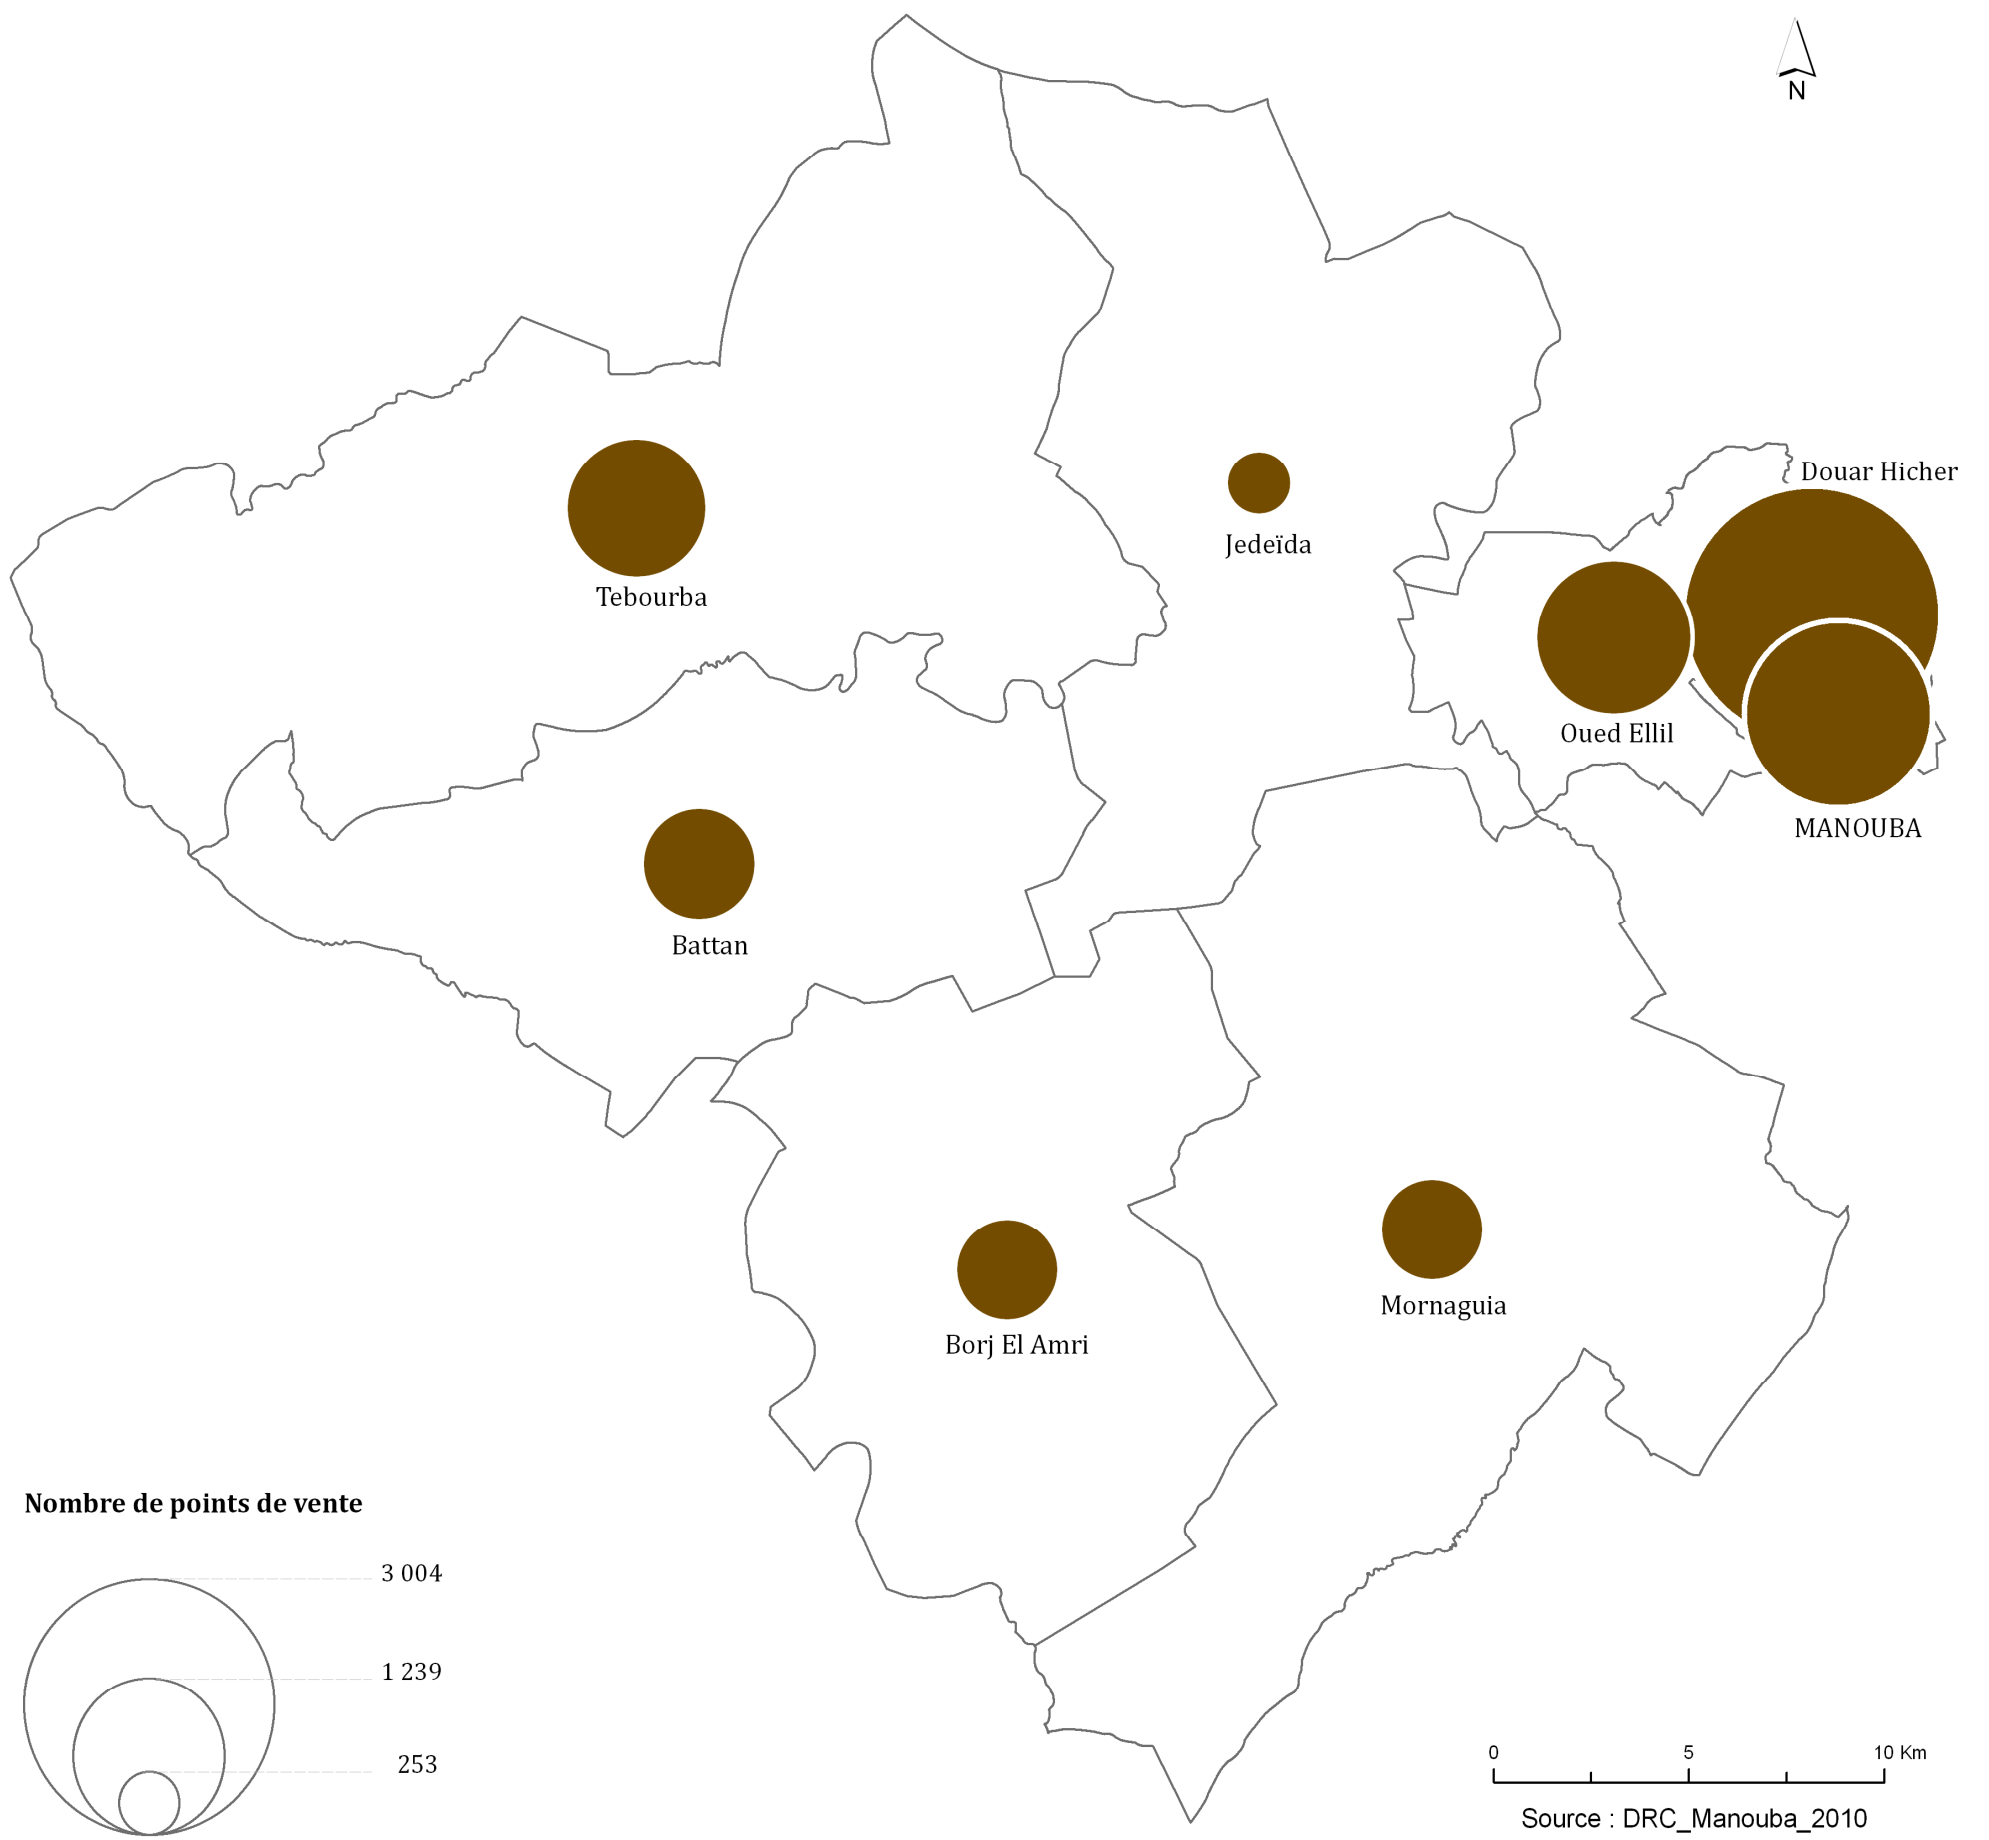 N
Douar Hicher
Jedeïda
Tebourba
Oued Ellil
MANOUBA
Battan
Mornaguia
Borj El Amri
Nombre de points de vente
3 004
1 239
253
0 5 10 Km
Source : DRC_Manouba_2010